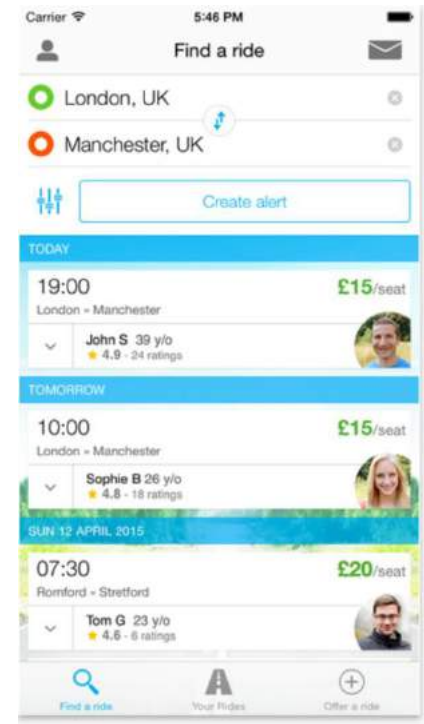 Carrier 5:46 PM
Find a ride
London, UK
Manchester, UK
Create alert
TODAY
19:00 £15/seat
London - Manchester
John S 39 y/o
4.9 - 24 ratings
TOMORROW
10:00 £15/seat
London - Manchester
Sophie B 26 y/o
4.8 - 18 ratings
SUN 12 APRIL 2015
07:30 £20/seat
Romford - Stretford
Tom G 23 y/o
4.6 - 6 ratings
Find a ride Your Rides Offer a ride